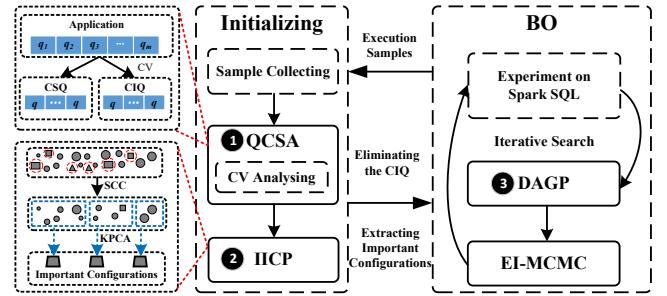 Application
q1 q2 q3 ... qm
CV
CSQ
CIQ
q ... q
q ... q
SCC
KPCA
Important Configurations
Initializing
Sample Collecting
1 QCSA
CV Analysing
2 IICP
Execution
Samples
Eliminating
the CIQ
Extracting
Important
Configurations
BO
Experiment on
Spark SQL
Iterative Search
3 DAGP
EI-MCMC